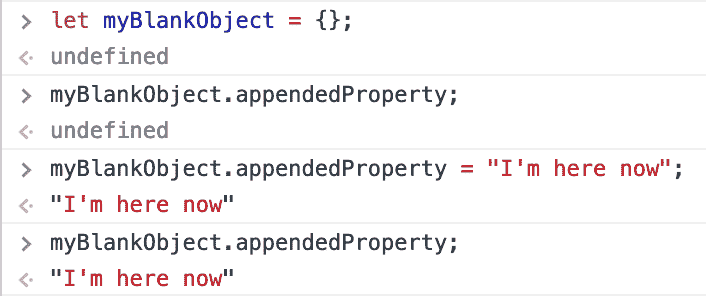 > let myBlankObject = {};
< undefined
> myBlankObject.appendedProperty;
< undefined
> myBlankObject.appendedProperty = "I'm here now";
< "I'm here now"
> myBlankObject.appendedProperty;
< "I'm here now"